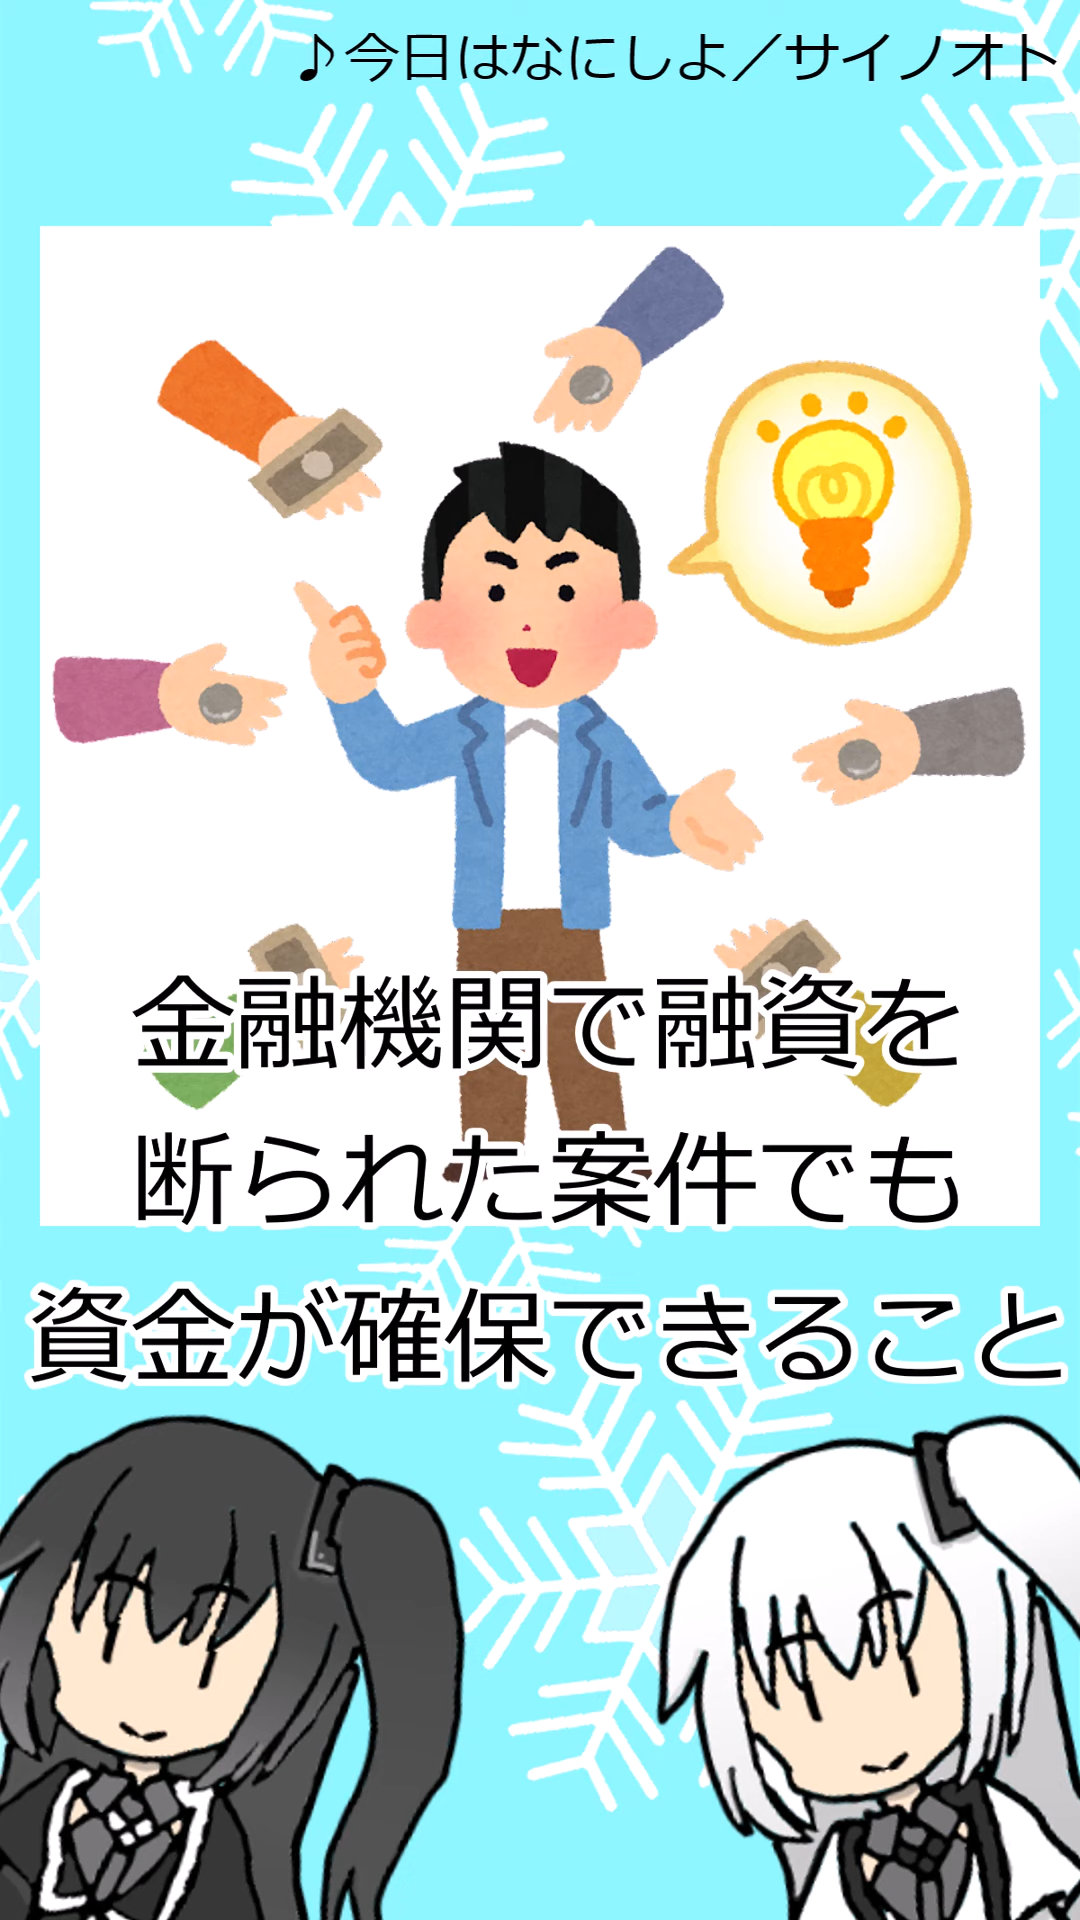 ♪今日はなにしよ／サイノオト
金融機関で融資を
断られた案件でも
資金が確保できること